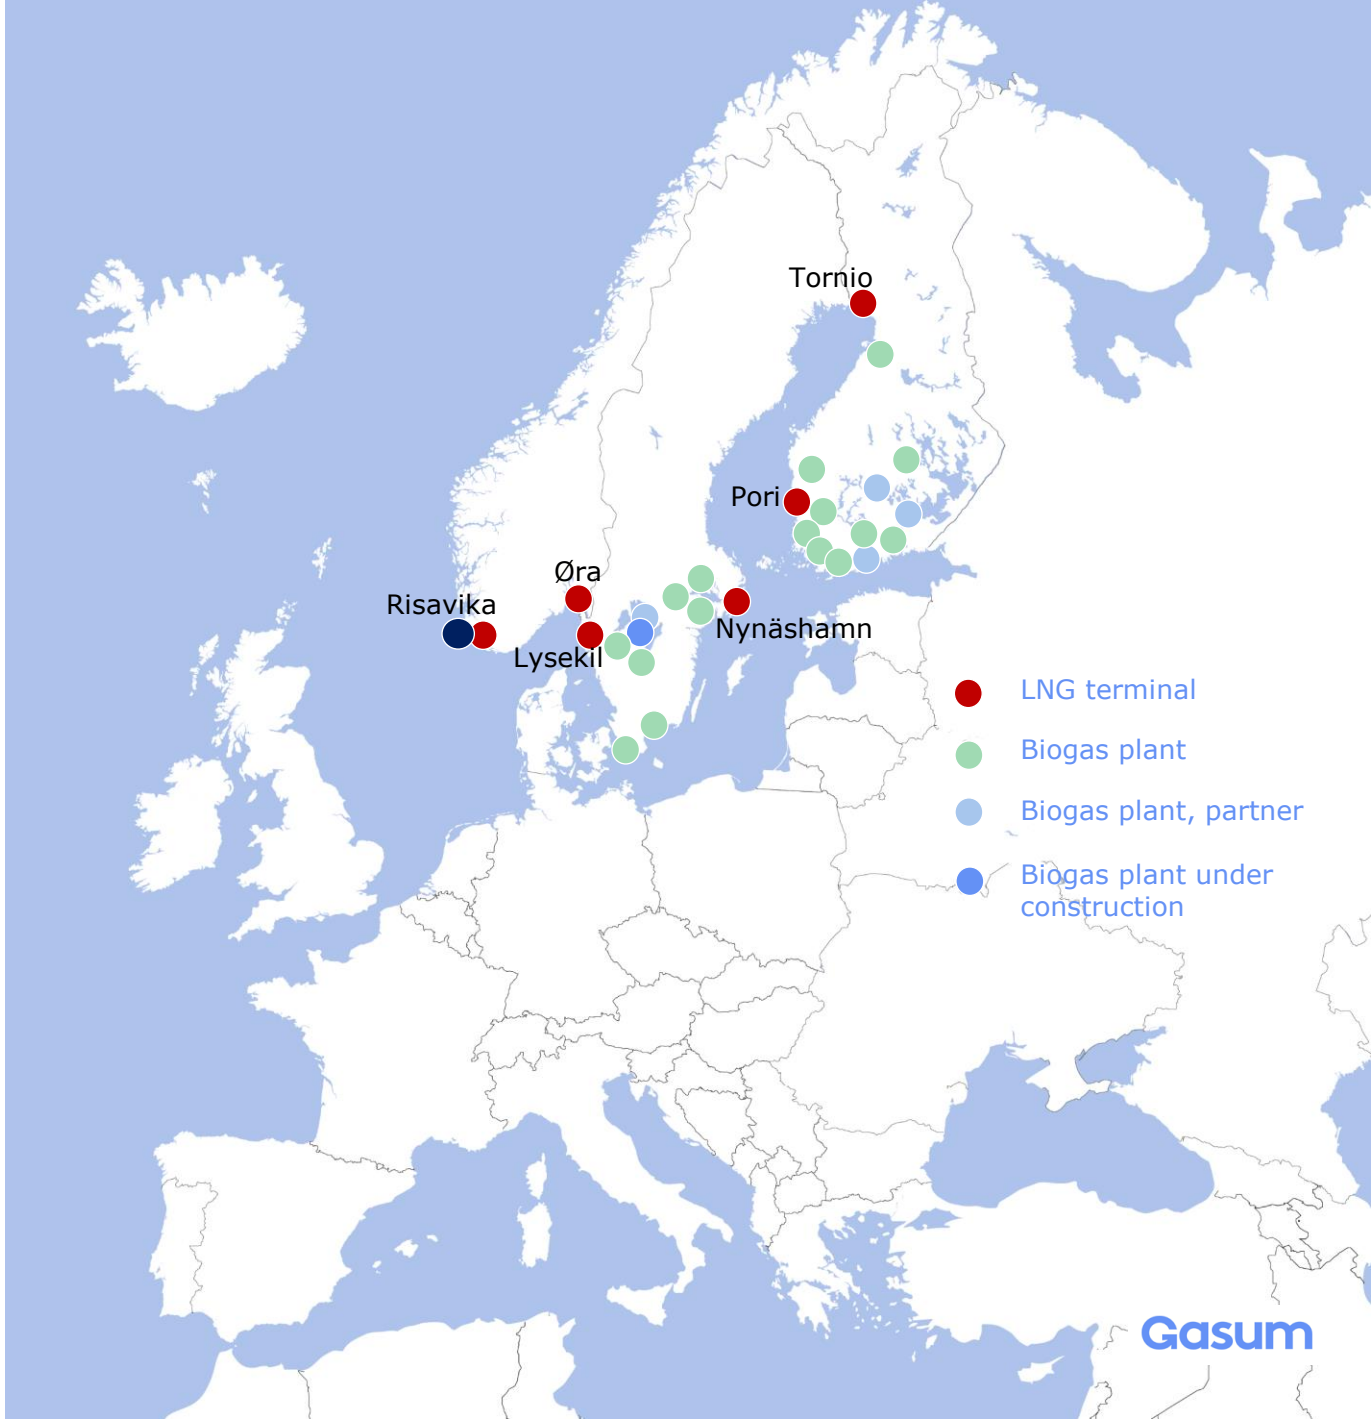 Tornio
Pori
Øra
Risavika
Nynäshamn
Lysekil
LNG terminal
Biogas plant
Biogas plant, partner
Biogas plant under
construction
Gasum